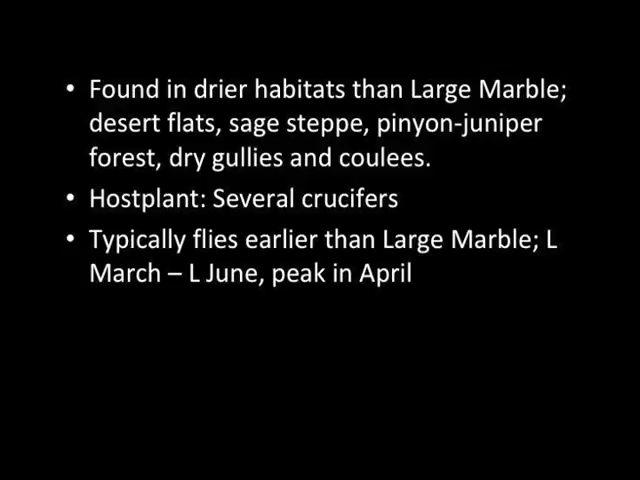 • Found in drier habitats than Large Marble;
desert flats, sage steppe, pinyon-juniper
forest, dry gullies and coulees.
• Hostplant: Several crucifers
• Typically flies earlier than Large Marble; L
March – L June, peak in April